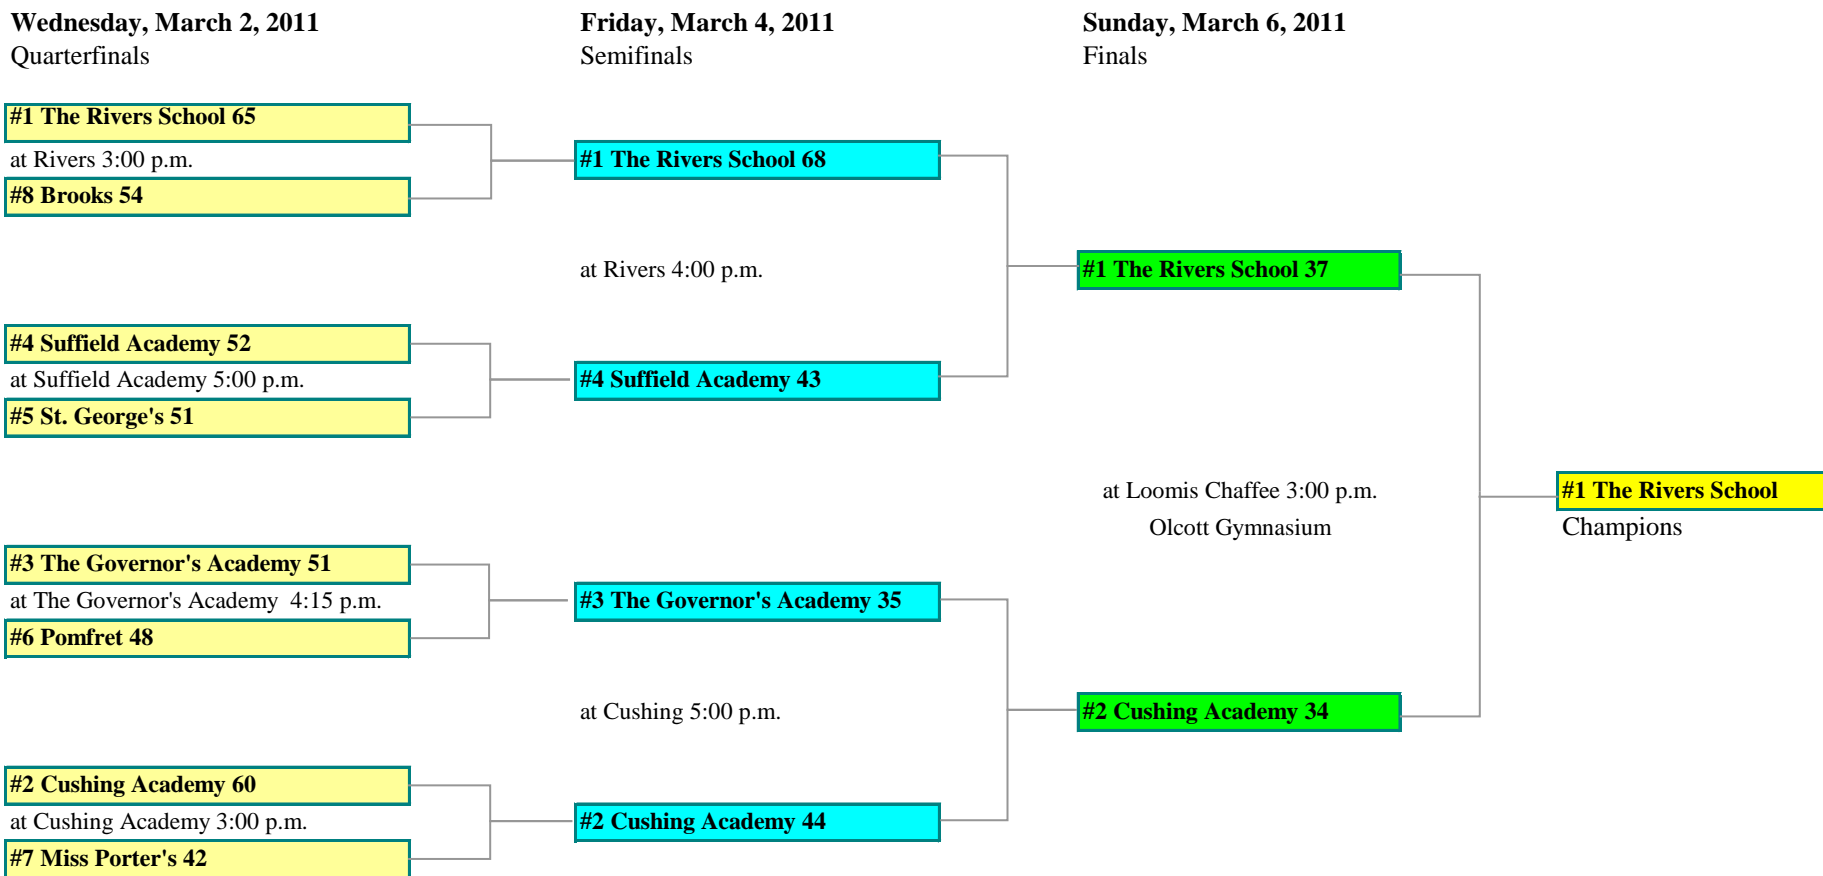 Wednesday, March 2, 2011
Quarterfinals
#1 The Rivers School 65
at Rivers 3:00 p.m.
#8 Brooks 54
#4 Suffield Academy 52
at Suffield Academy 5:00 p.m.
#5 St. George's 51
#3 The Governor's Academy 51
at The Governor's Academy  4:15 p.m.
#6 Pomfret 48
#2 Cushing Academy 60
at Cushing Academy 3:00 p.m.
#7 Miss Porter's 42
Friday, March 4, 2011
Semifinals
#1 The Rivers School 68
at Rivers 4:00 p.m.
#4 Suffield Academy 43
#3 The Governor's Academy 35
at Cushing 5:00 p.m.
#2 Cushing Academy 44
Sunday, March 6, 2011
Finals
#1 The Rivers School 37
at Loomis Chaffee 3:00 p.m.
Olcott Gymnasium
#2 Cushing Academy 34
#1 The Rivers School
Champions